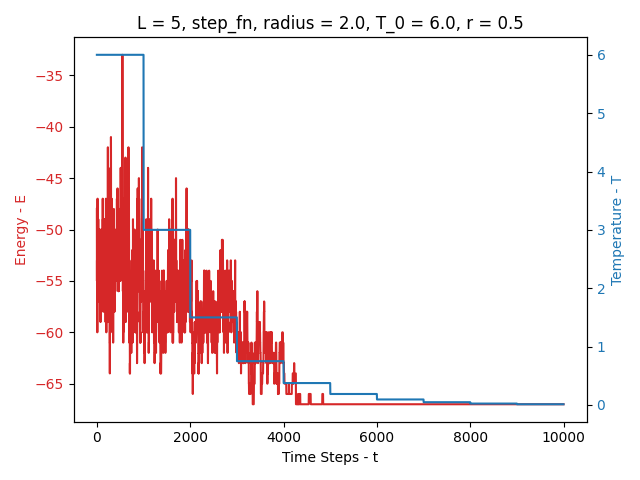 L = 5, step_fn, radius = 2.0, T_0 = 6.0, r = 0.5
Energy - E
−35
−40
−45
−50
−55
−60
−65
6
5
4
3
2
1
0
Temperature - T
0 2000 4000 6000 8000 10000
Time Steps - t